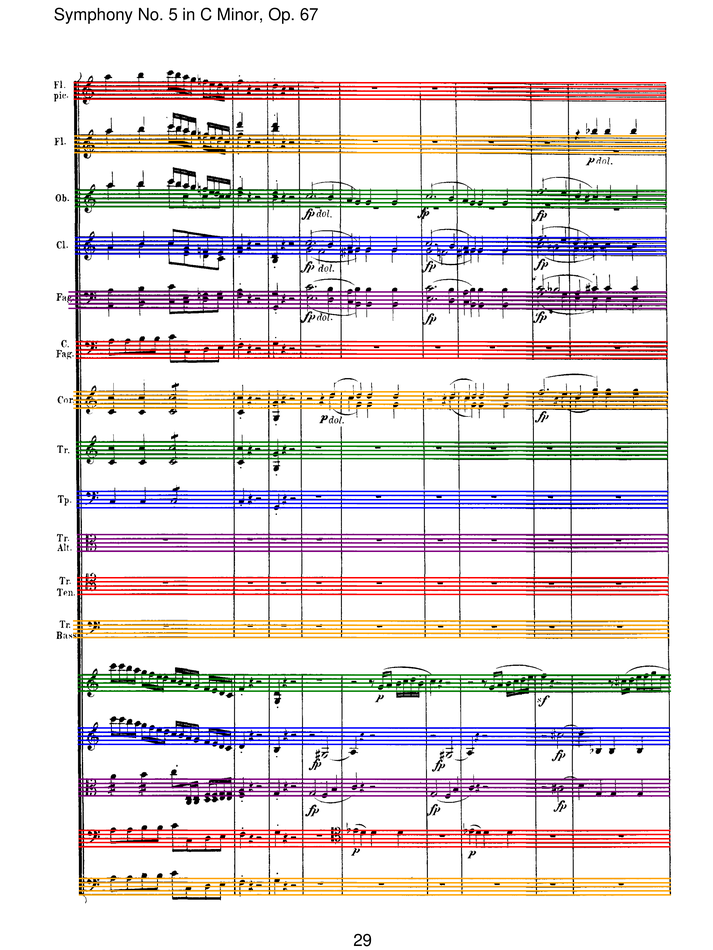 Symphony No. 5 in C Minor, Op. 67
Fl.
pic.
Fl.
p dol.
Ob.
fp dol.
fp
fp
Cl.
fp dol.
fp
fp
Fag.
fp dol.
fp
fp
C.
Fag.
Cor.
p dol.
fp
Tr.
Tp.
Tr.
Alt.
Tr.
Ten.
Tr.
Bass
p
sf
fp
fp
fp
fp
fp
fp
p
p
29